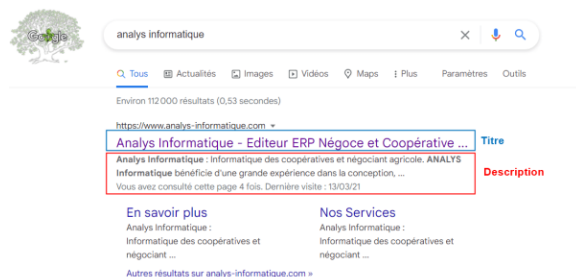 Google
analys informatique
Tous Actualités Images Vidéos Maps Plus Paramètres Outils
Environ 112 000 résultats (0,53 secondes)
https://www.analys-informatique.com
Analys Informatique - Editeur ERP Négoce et Coopérative ... Titre
Analys Informatique : Informatique des coopératives et négociant agricole. ANALYS
Informatique bénéficie d'une grande expérience dans la conception, ...
Description
Vous avez consulté cette page 4 fois. Dernière visite : 13/03/21
En savoir plus Nos Services
Analys Informatique : Analys Informatique :
Informatique des coopératives et Informatique des coopératives et
négociant ... négociant ...
Autres résultats sur analys-informatique.com »